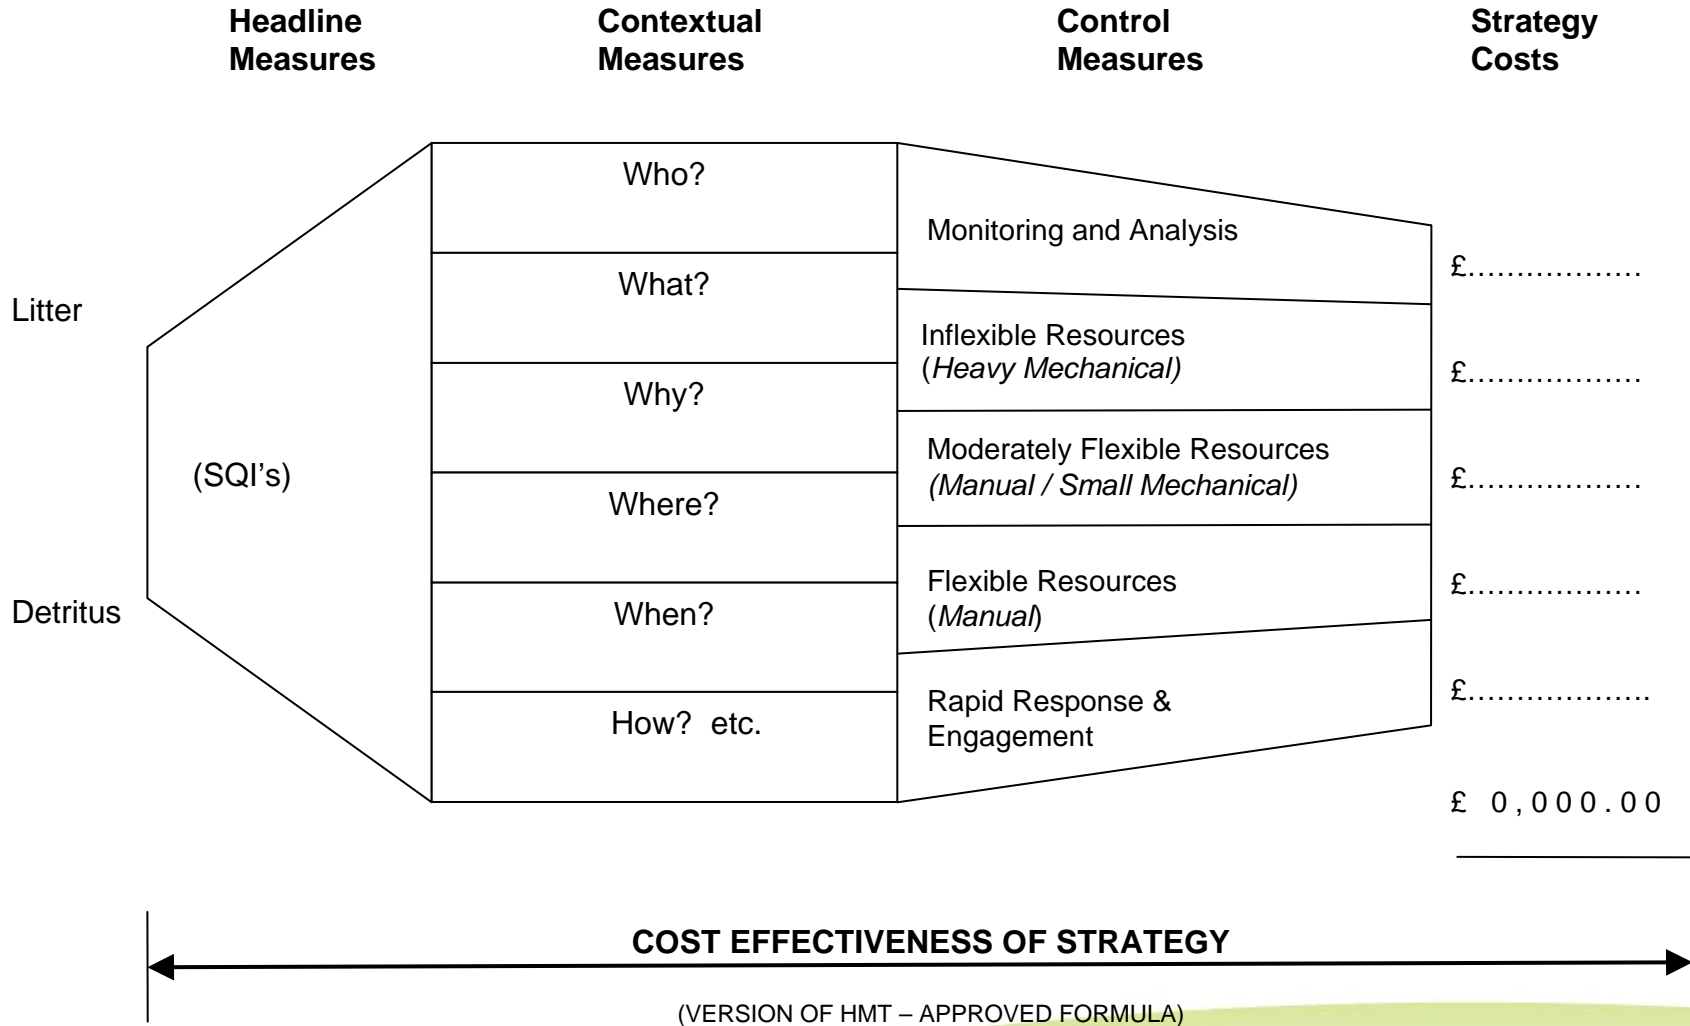 Headline Measures
Contextual Measures
Control Measures
Strategy Costs
Litter
Detritus
(SQI's)
Who?
What?
Why?
Where?
When?
How? etc.
Monitoring and Analysis
Inflexible Resources
(Heavy Mechanical)
Moderately Flexible Resources
(Manual / Small Mechanical)
Flexible Resources
(Manual)
Rapid Response &
Engagement
£………………
£………………
£………………
£………………
£……………….
£ 0,000.00
COST EFFECTIVENESS OF STRATEGY
(VERSION OF HMT – APPROVED FORMULA)